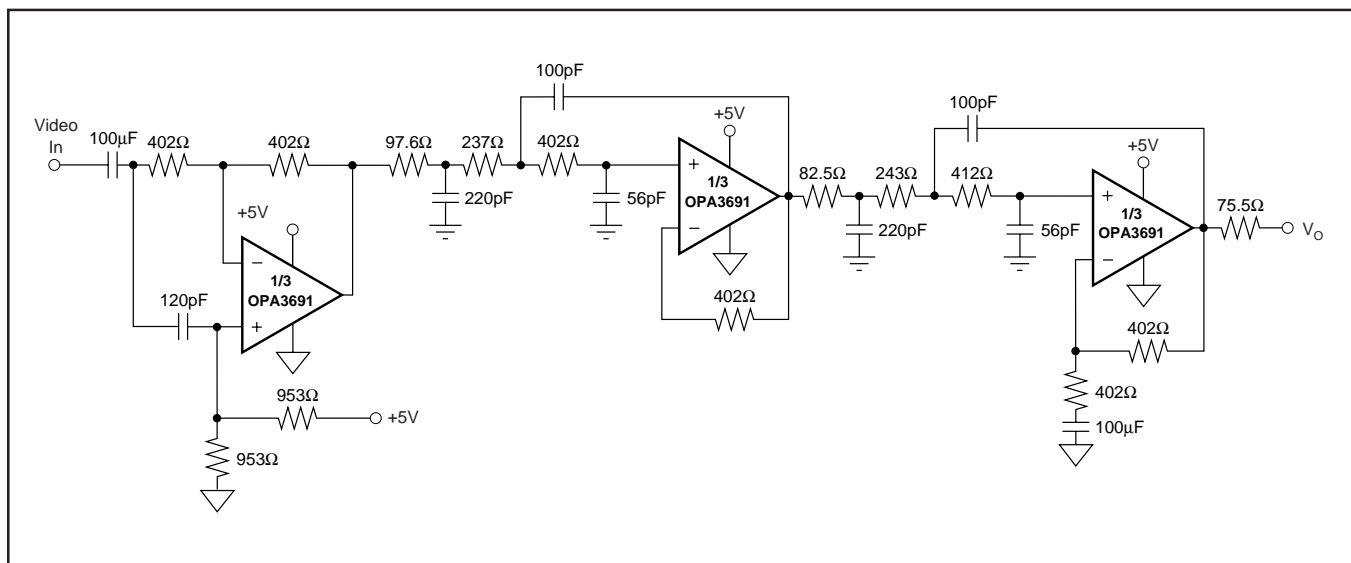 Video
In
100µF
402Ω
402Ω
+5V
−
+
1/3
OPA3691
120pF
953Ω
+5V
953Ω
97.6Ω
237Ω
220pF
100pF
402Ω
56pF
+5V
+
−
1/3
OPA3691
402Ω
82.5Ω
243Ω
220pF
100pF
412Ω
56pF
+5V
+
−
1/3
OPA3691
402Ω
402Ω
100µF
75.5Ω
VO